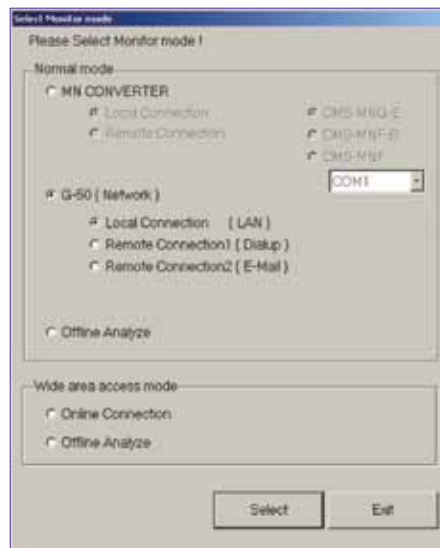 Select Monitor mode
Please Select Monitor mode !
Normal mode
MN CONVERTER
Local Connection
Remote Connection
CMS-MNG-E
CMS-MNF-B
CMS-MNF
COM1
G-50 ( Network )
Local Connection ( LAN )
Remote Connection1 ( Dialup )
Remote Connection2 ( E-Mail )
Offline Analyze
Wide area access mode
Online Connection
Offline Analyze
Select
Exit